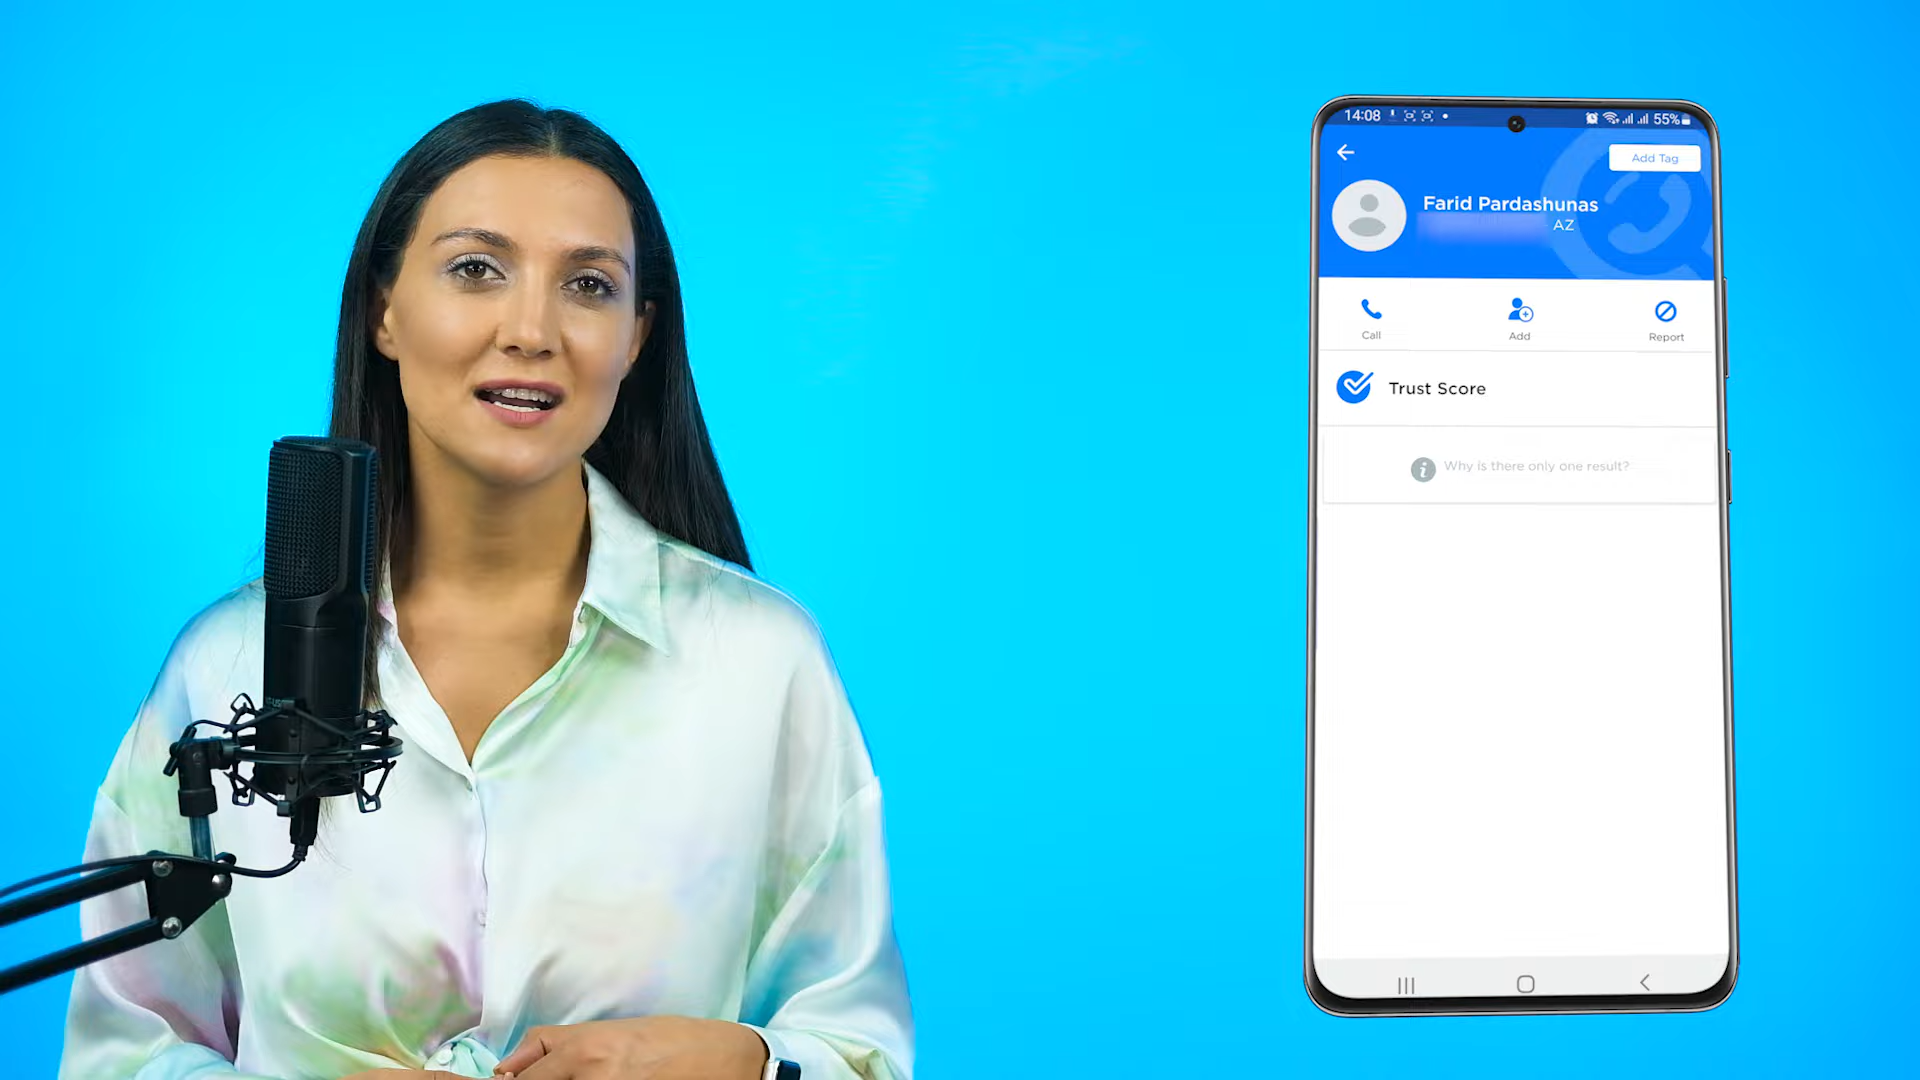 14:08
55%
Add Tag
Farid Pardashunas
AZ
Call
Add
Report
Trust Score
Why is there only one result?